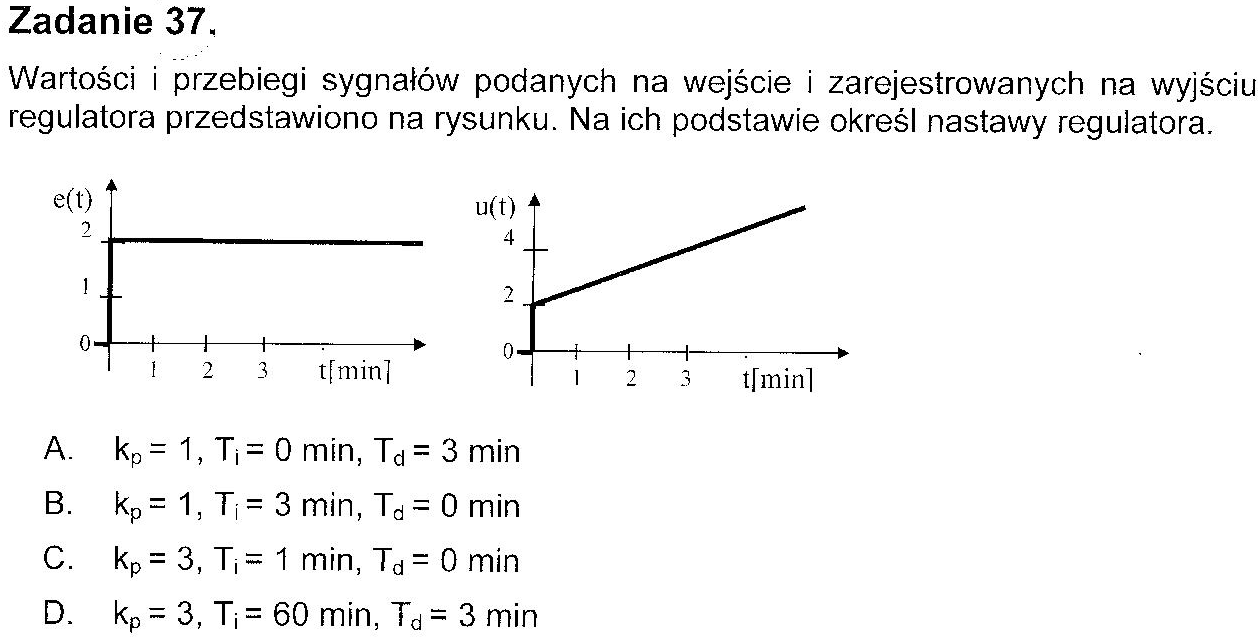 Zadanie 37.
Wartości i przebiegi sygnałów podanych na wejście i zarejestrowanych na wyjściu
regulatora przedstawiono na rysunku. Na ich podstawie określ nastawy regulatora.
e(t)
2
1
0
1 2 3 t[min]
u(t)
4
2
0
1 2 3 t[min]
A. kp = 1, Ti = 0 min, Td = 3 min
B. kp = 1, Ti = 3 min, Td = 0 min
C. kp = 3, Ti = 1 min, Td = 0 min
D. kp = 3, Ti = 60 min, Td = 3 min